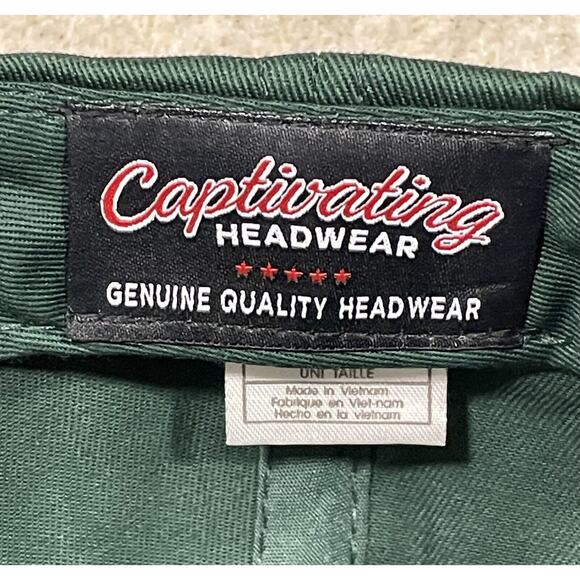 Captivating
HEADWEAR
GENUINE QUALITY HEADWEAR
UNI TAILLE
Made in Vietnam
Fabriqué en Viet-nam
Hecho en la vietnam